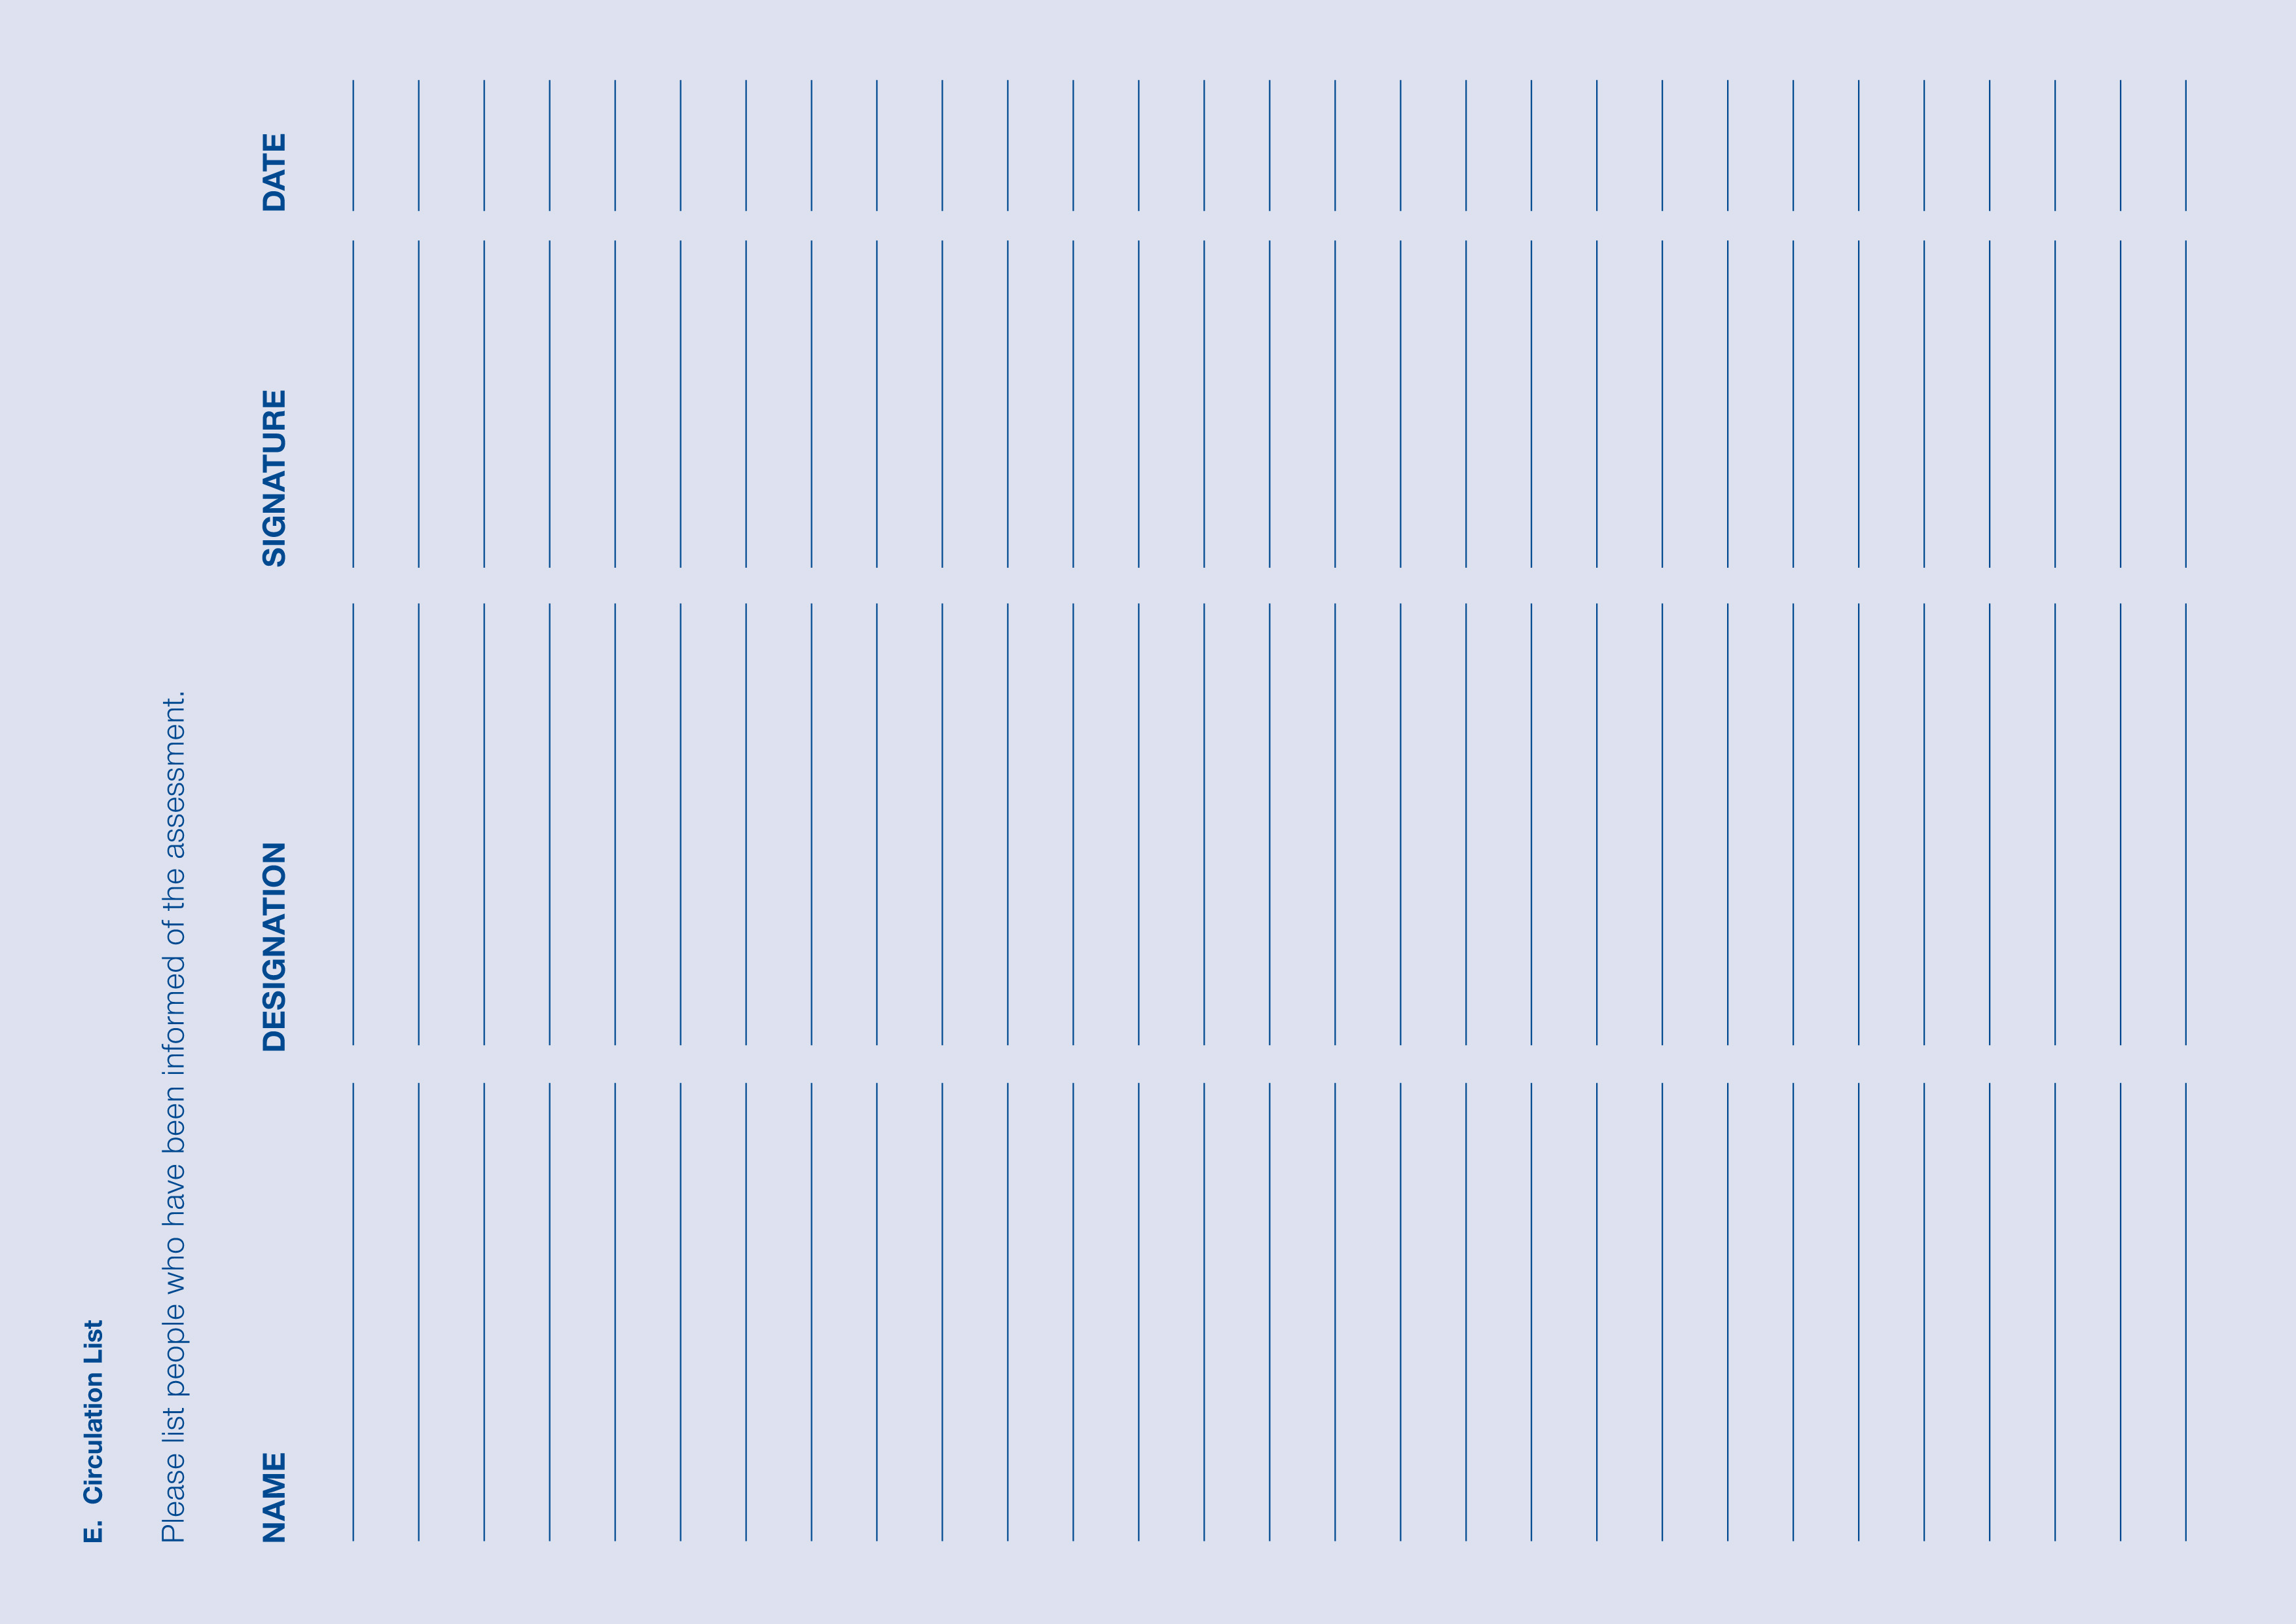 E. Circulation List
Please list people who have been informed of the assessment.
NAME DESIGNATION SIGNATURE DATE